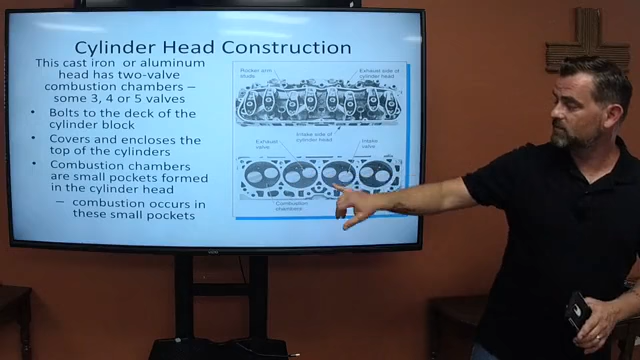 Cylinder Head Construction
This cast iron or aluminum
head has two-valve
combustion chambers –
some 3, 4 or 5 valves
• Bolts to the deck of the
cylinder block
• Covers and encloses the
top of the cylinders
• Combustion chambers
are small pockets formed
in the cylinder head
– combustion occurs in
these small pockets
Rocker arm
studs
Exhaust side of
cylinder head
Intake side of
cylinder head
Exhaust
valve
Intake
valve
Combustion
chambers